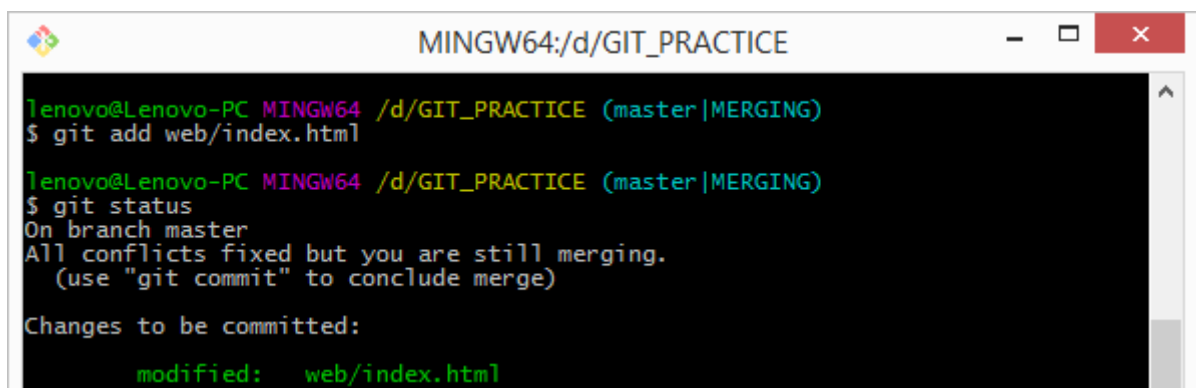 MINGW64:/d/GIT_PRACTICE
lenovo@Lenovo-PC MINGW64 /d/GIT_PRACTICE (master|MERGING)
$ git add web/index.html
lenovo@Lenovo-PC MINGW64 /d/GIT_PRACTICE (master|MERGING)
$ git status
On branch master
All conflicts fixed but you are still merging.
  (use "git commit" to conclude merge)
Changes to be committed:
        modified:   web/index.html